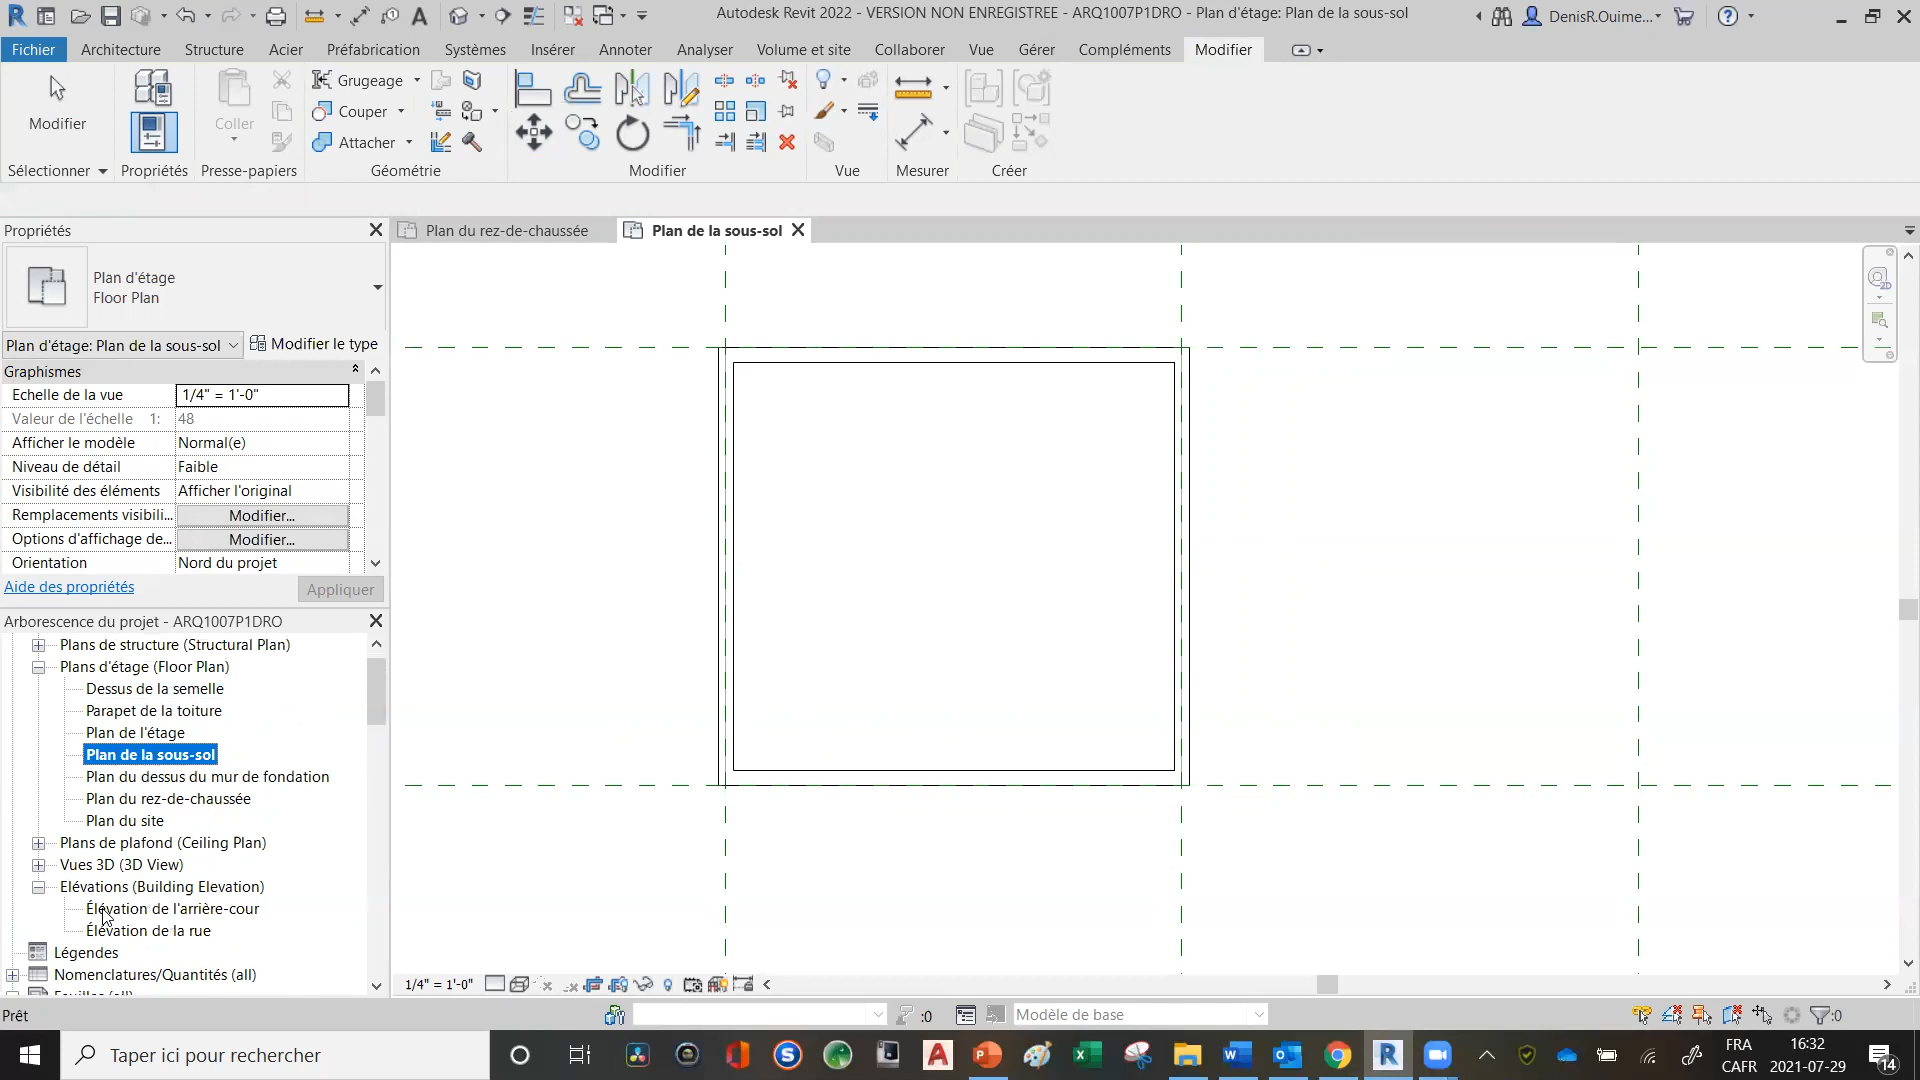 Autodesk Revit 2022 - VERSION NON ENREGISTREE - ARQ1007P1DRO - Plan d'étage: Plan de la sous-sol
DenisR.Ouime...
Fichier Architecture Structure Acier Préfabrication Systèmes Insérer Annoter Analyser Volume et site Collaborer Vue Gérer Compléments Modifier
Grugeage
Couper
Attacher
Modifier
Coller
Sélectionner Propriétés Presse-papiers Géométrie Modifier Vue Mesurer Créer
Propriétés
Plan du rez-de-chaussée
Plan de la sous-sol
Plan d'étage
Floor Plan
Plan d'étage: Plan de la sous-sol
Modifier le type
Graphismes
Echelle de la vue 1/4" = 1'-0"
Valeur de l'échelle 1: 48
Afficher le modèle Normal(e)
Niveau de détail Faible
Visibilité des éléments Afficher l'original
Remplacements visibili... Modifier...
Options d'affichage de... Modifier...
Orientation Nord du projet
Aide des propriétés
Appliquer
Arborescence du projet - ARQ1007P1DRO
Plans de structure (Structural Plan)
Plans d'étage (Floor Plan)
Dessus de la semelle
Parapet de la toiture
Plan de l'étage
Plan de la sous-sol
Plan du dessus du mur de fondation
Plan du rez-de-chaussée
Plan du site
Plans de plafond (Ceiling Plan)
Vues 3D (3D View)
Elévations (Building Elevation)
Élévation de l'arrière-cour
Élévation de la rue
Légendes
Nomenclatures/Quantités (all)
2D
1/4" = 1'-0"
Prêt
:0
Modèle de base
:0
Taper ici pour rechercher
FRA
CAFR
16:32
2021-07-29
14